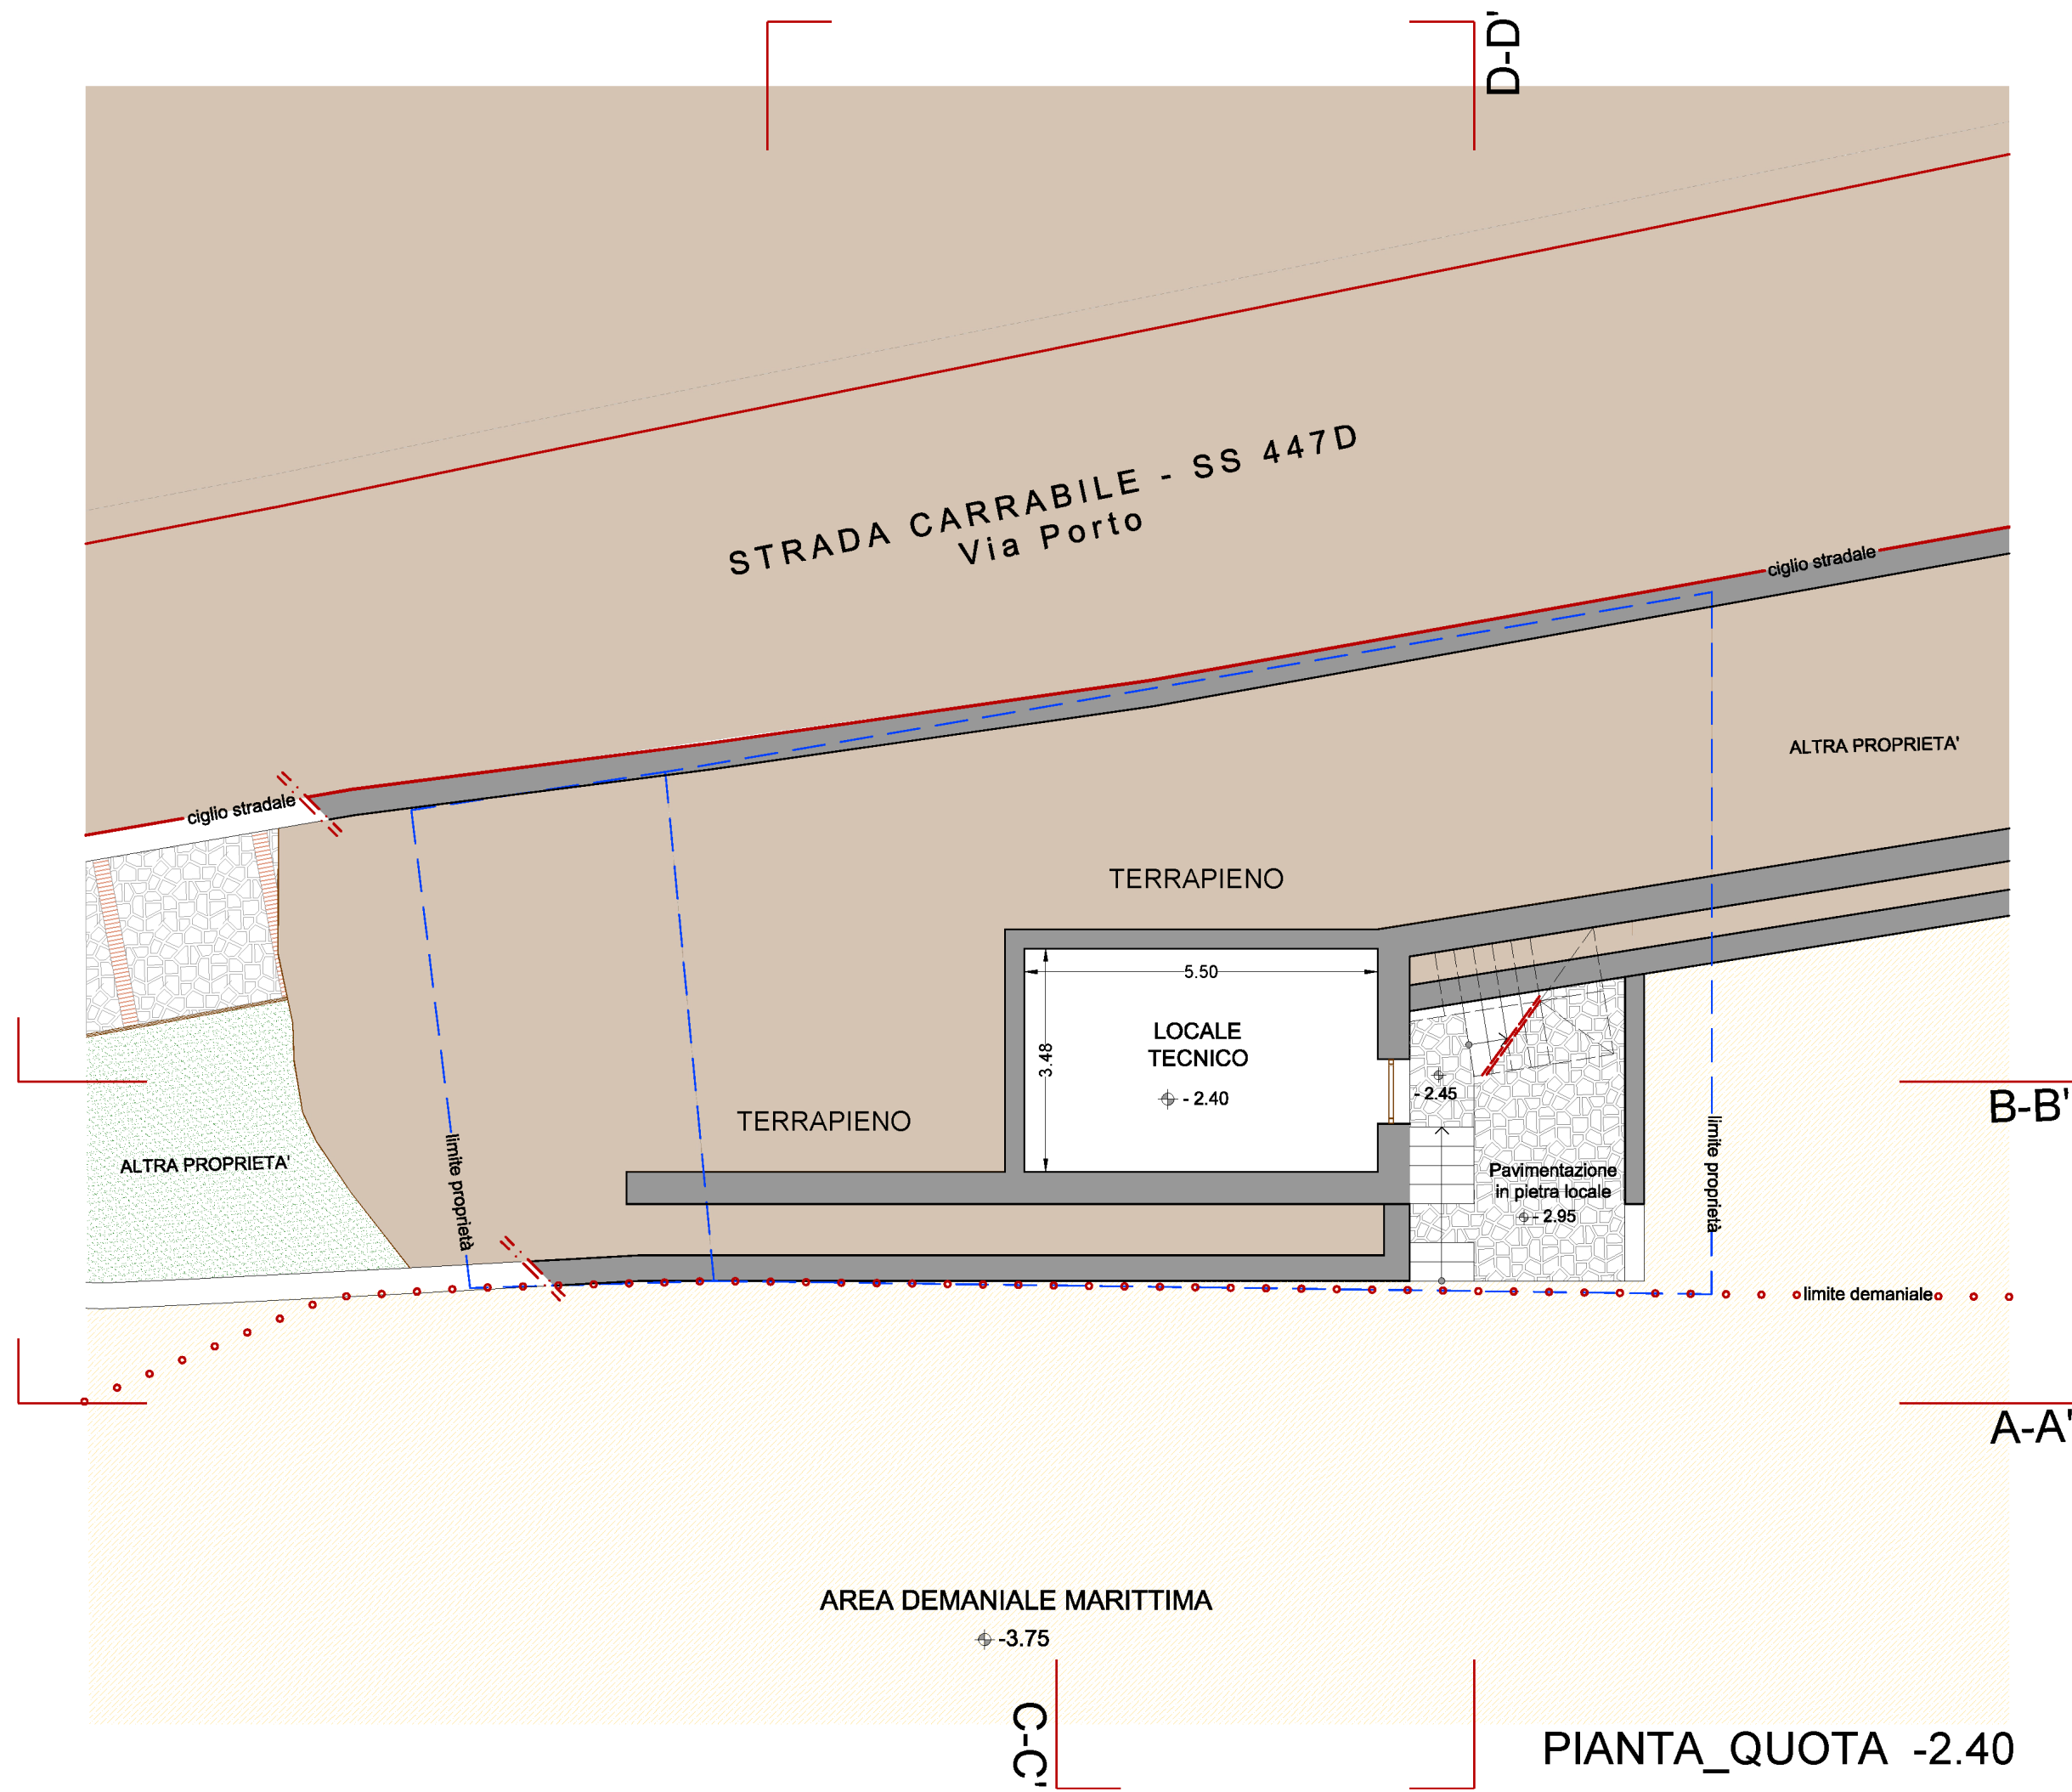 D-D'
STRADA CARRABILE - SS 447D
Via Porto
ciglio stradale
ALTRA PROPRIETA'
ciglio stradale
TERRAPIENO
5.50
3.48
LOCALE
TECNICO
- 2.40
- 2.45
TERRAPIENO
B-B'
ALTRA PROPRIETA'
limite proprietà
limite proprietà
Pavimentazione
in pietra locale
- 2.95
limite demaniale
A-A'
AREA DEMANIALE MARITTIMA
-3.75
C-C'
PIANTA_QUOTA -2.40